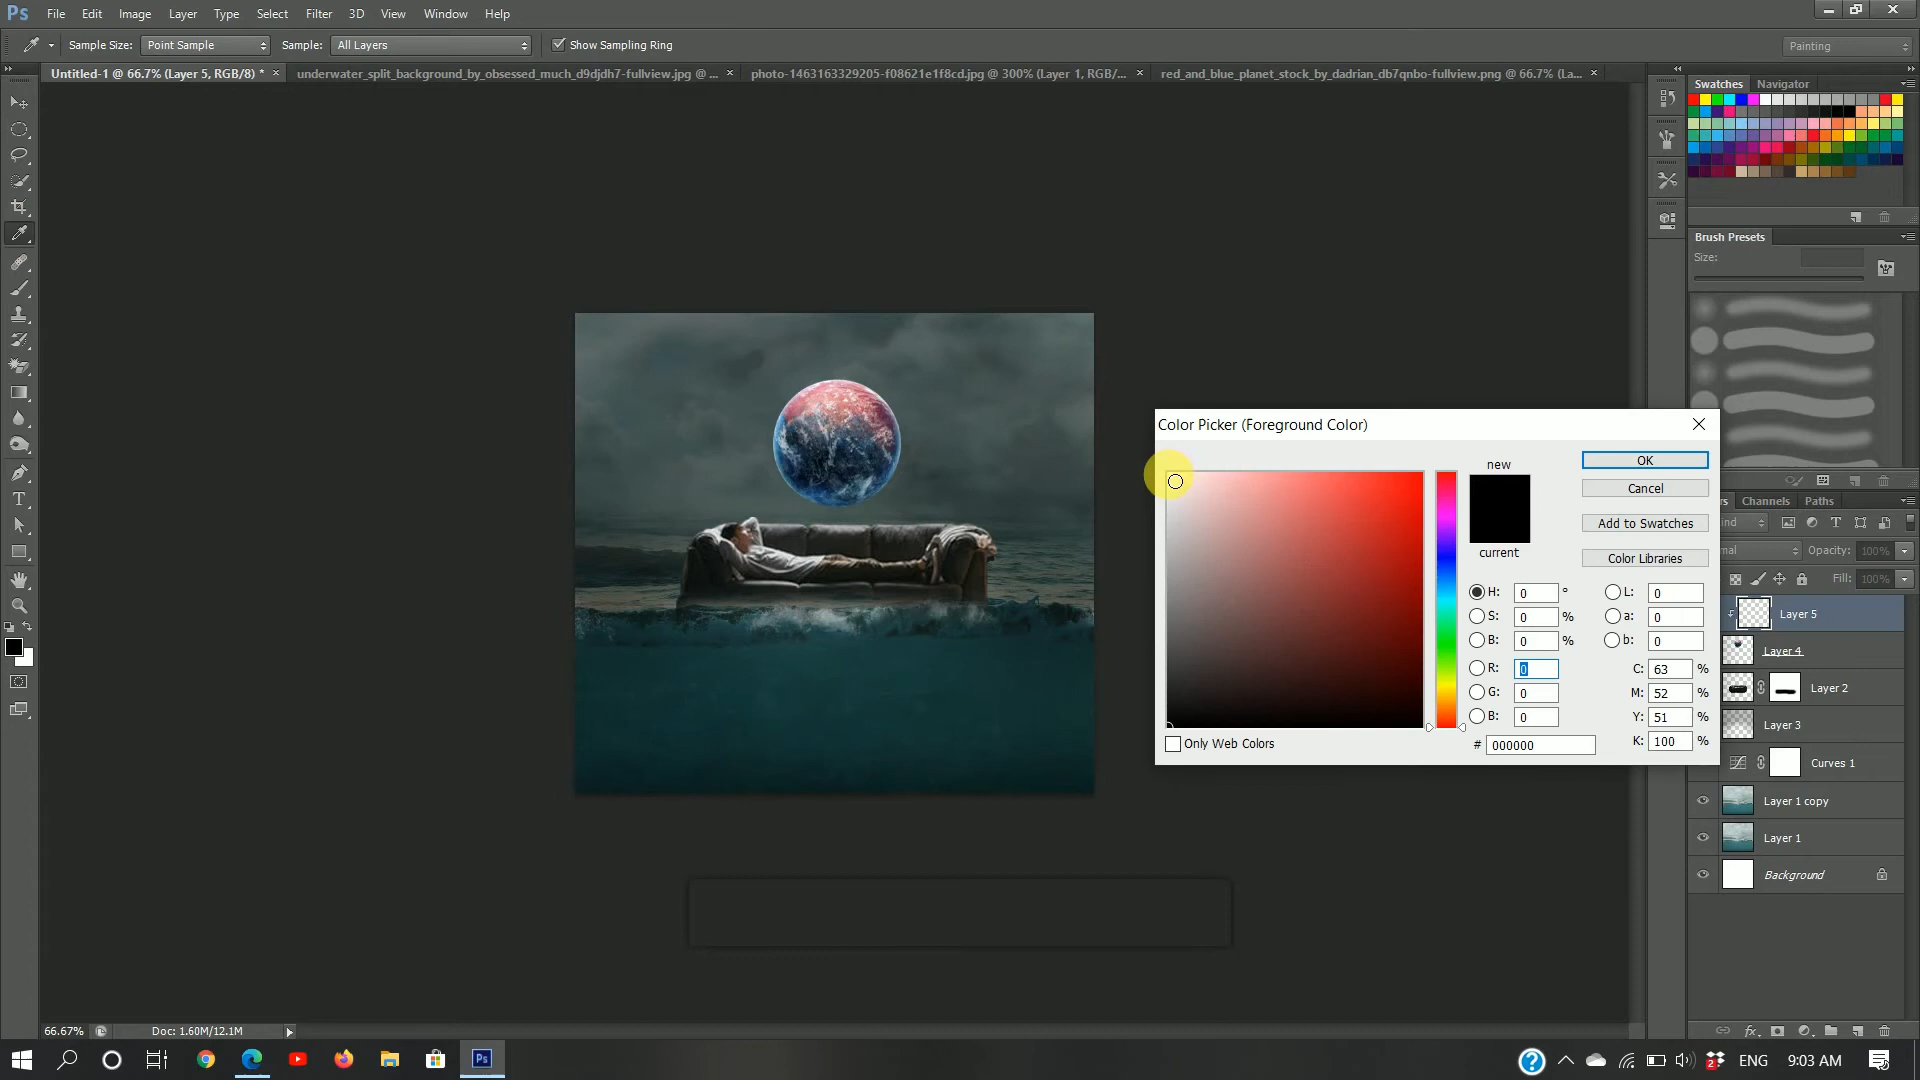 Ps File Edit Image Layer Type Select Filter 3D View Window Help
Sample Size: Point Sample Sample: All Layers Show Sampling Ring Painting
Untitled-1 @ 66.7% (Layer 5, RGB/8) * × underwater_split_background_by_obsessed_much_d9djdh7-fullview.jpg @ ... × photo-1463163329205-f08621e1f8cd.jpg @ 300% (Layer 1, RGB/... × red_and_blue_planet_stock_by_dadrian_db7qnbo-fullview.png @ 66.7% (La... ×
Swatches Navigator
Brush Presets
Size:
Color Picker (Foreground Color)
new
current
OK
Cancel
Add to Swatches
Color Libraries
H: 0 °
S: 0 %
B: 0 %
R: 0
G: 0
B: 0
L: 0
a: 0
b: 0
C: 63 %
M: 52 %
Y: 51 %
K: 100 %
# 000000
Only Web Colors
rs Channels Paths
ind
mal Opacity: 100%
Fill: 100%
Layer 5
Layer 4
Layer 2
Layer 3
Curves 1
Layer 1 copy
Layer 1
Background
66.67% Doc: 1.60M/12.1M
Ps 2 ENG 9:03 AM